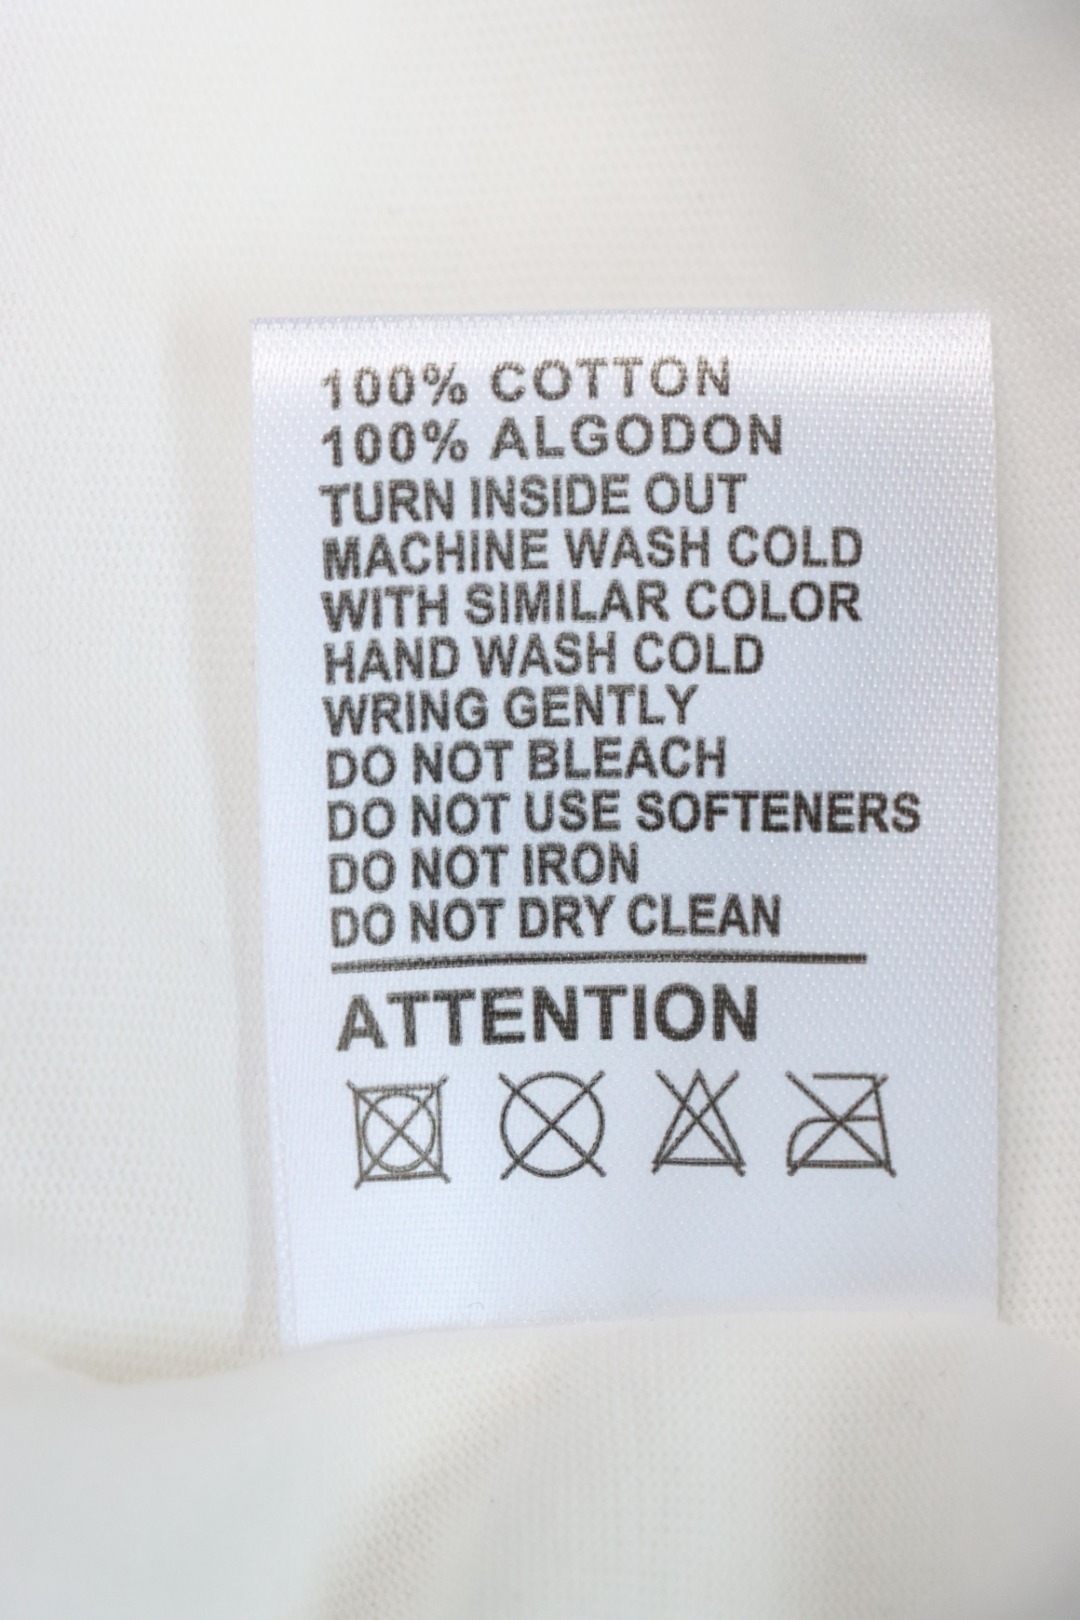 100% COTTON
100% ALGODON
TURN INSIDE OUT
MACHINE WASH COLD
WITH SIMILAR COLOR
HAND WASH COLD
WRING GENTLY
DO NOT BLEACH
DO NOT USE SOFTENERS
DO NOT IRON
DO NOT DRY CLEAN
ATTENTION